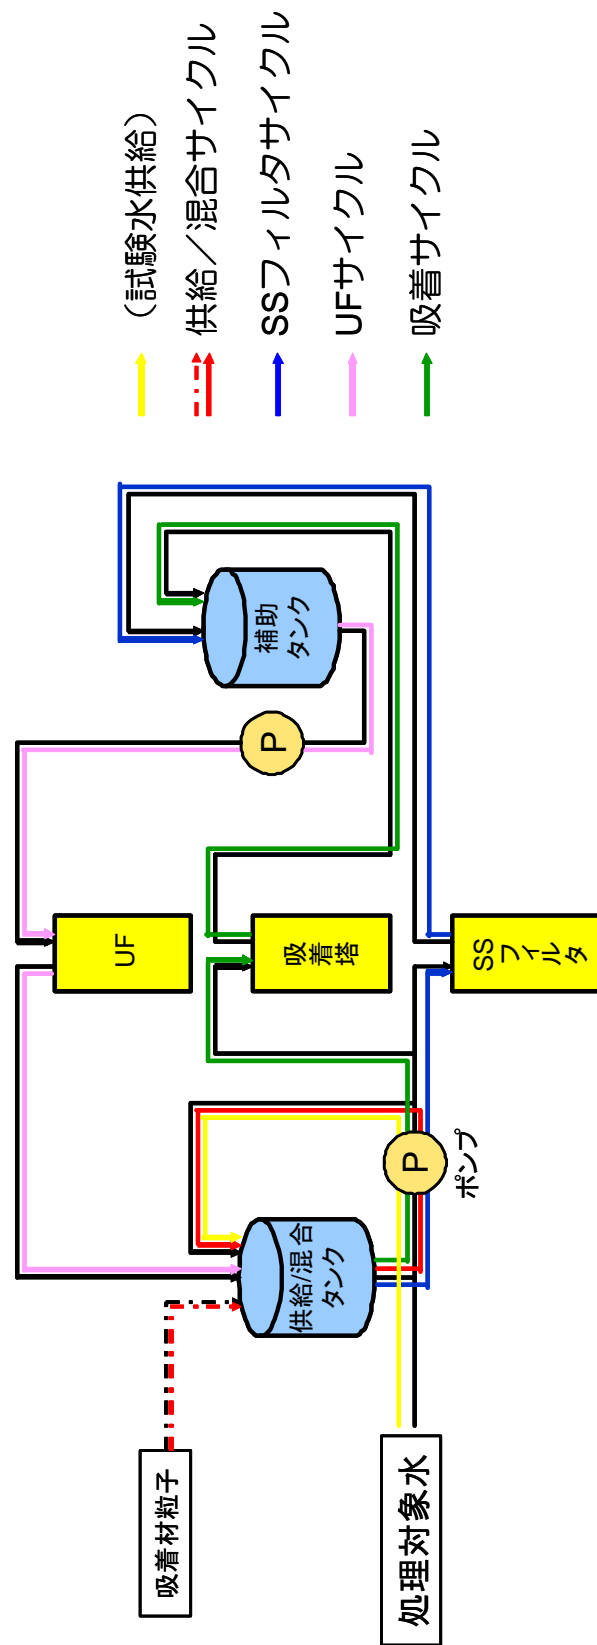 吸着材粒子
処理対象水
供給/混合
タンク
P
ポンプ
UF
吸着塔
SS
フィルタ
P
補助
タンク
（試験水供給）
供給／混合サイクル
SSフィルタサイクル
UFサイクル
吸着サイクル